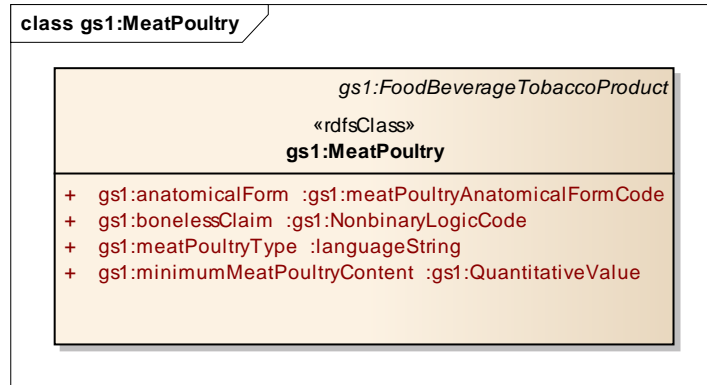 class gs1:MeatPoultry
gs1:FoodBeverageTobaccoProduct
«rdfsClass»
gs1:MeatPoultry
+ gs1:anatomicalForm :gs1:meatPoultryAnatomicalFormCode
+ gs1:bonelessClaim :gs1:NonbinaryLogicCode
+ gs1:meatPoultryType :languageString
+ gs1:minimumMeatPoultryContent :gs1:QuantitativeValue